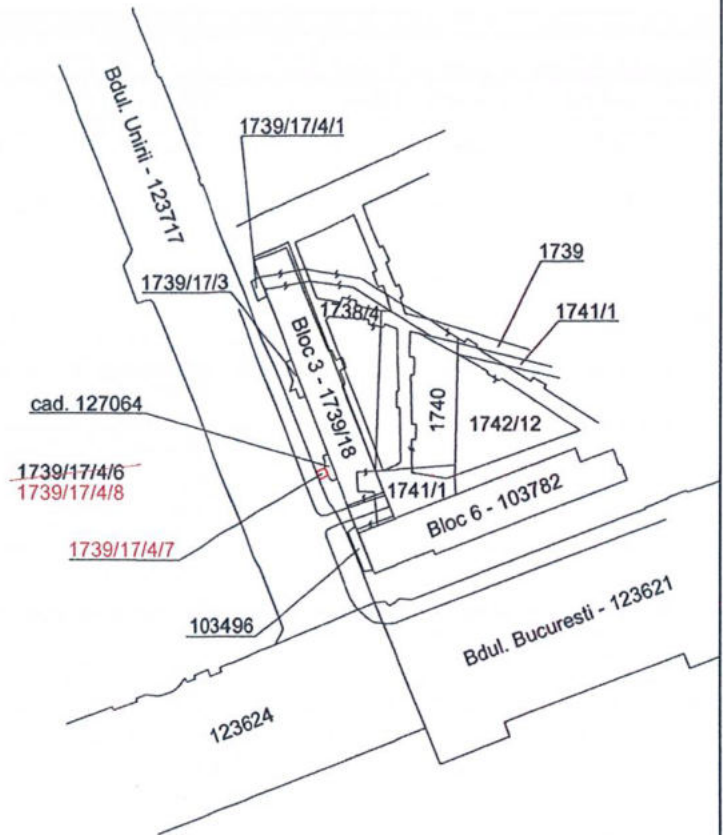 Bdul. Unirii - 123717
1739/17/4/1
1739
1739/17/3
1741/1
1738/4
Bloc 3 - 1739/18
cad. 127064
1740
1742/12
1739/17/4/6
1739/17/4/8
1741/1
Bloc 6 - 103782
1739/17/4/7
103496
Bdul. Bucuresti - 123621
123624